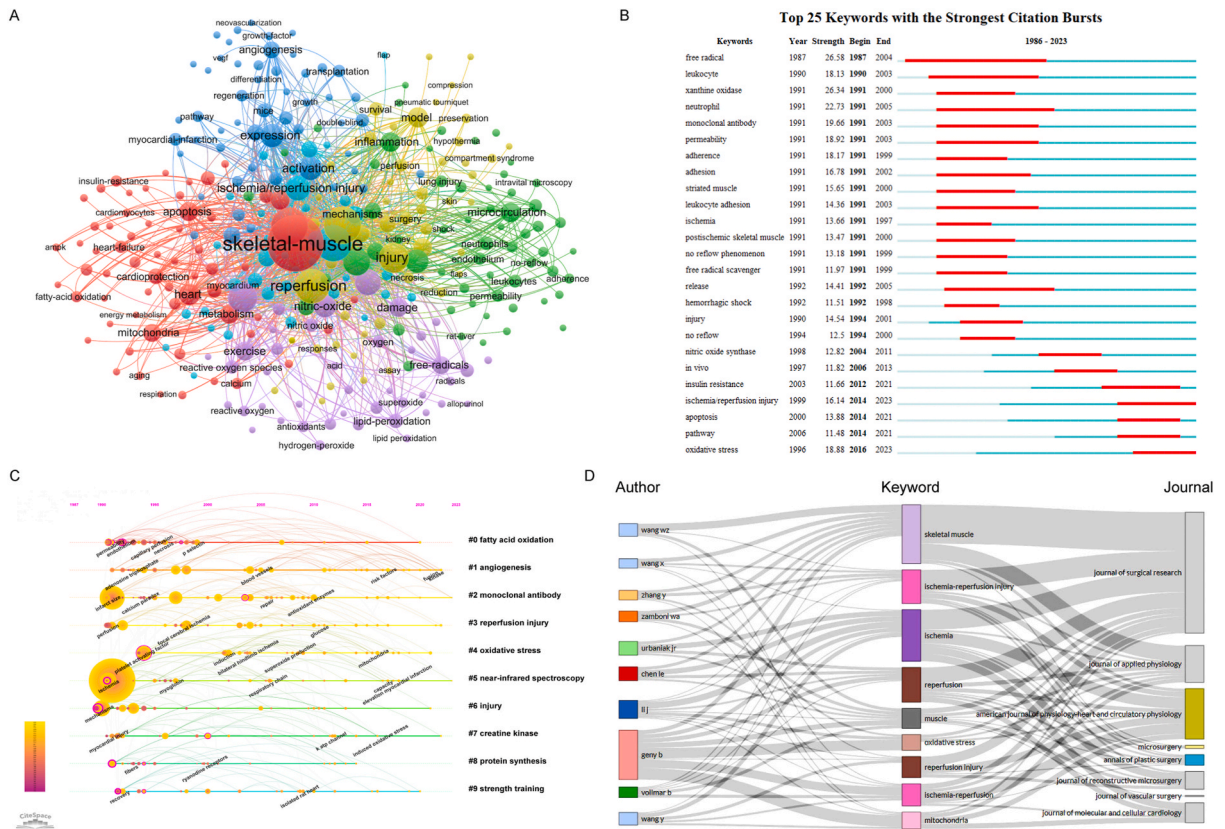 A
neovascularization
growth-factor
angiogenesis
vegf
flap
differentiation
transplantation
compression
regeneration
growth
pneumatic tourniquet
mice
survival
model
preservation
pathway
double-blind
expression
myocardial-infarction
inflammation
hypothermia
perfusion
compartment syndrome
activation
lung injury
intravital microscopy
insulin-resistance
ischemia/reperfusion injury
skin
cardiomyocytes
apoptosis
mechanisms
surgery
microcirculation
shock
ampk
heart-failure
skeletal-muscle
kidney
neutrophils
endothelium
no-reflow
injury
cardioprotection
necrosis
flaps
adherence
myocardium
reperfusion
leukocytes
fatty-acid oxidation
heart
reduction
permeability
energy metabolism
metabolism
nitric-oxide
damage
mitochondria
nitric oxide
rat-liver
oxygen
exercise
responses
free-radicals
aging
reactive oxygen species
acid
assay
radicals
respiration
calcium
superoxide
allopurinol
reactive oxygen
lipid-peroxidation
antioxidants
lipid peroxidation
hydrogen-peroxide
B
Top 25 Keywords with the Strongest Citation Bursts
Keywords Year Strength Begin End 1986 - 2023
free radical 1987 26.58 1987 2004
leukocyte 1990 18.13 1990 2003
xanthine oxidase 1991 26.34 1991 2000
neutrophil 1991 22.73 1991 2005
monoclonal antibody 1991 19.66 1991 2003
permeability 1991 18.92 1991 2003
adherence 1991 18.17 1991 1999
adhesion 1991 16.78 1991 2002
striated muscle 1991 15.65 1991 2000
leukocyte adhesion 1991 14.36 1991 2003
ischemia 1991 13.66 1991 1997
postischemic skeletal muscle 1991 13.47 1991 2000
no reflow phenomenon 1991 13.18 1991 1999
free radical scavenger 1991 11.97 1991 1999
release 1992 14.41 1992 2005
hemorrhagic shock 1992 11.51 1992 1998
injury 1990 14.54 1994 2001
no reflow 1994 12.5 1994 2000
nitric oxide synthase 1998 12.82 2004 2011
in vivo 1997 11.82 2006 2013
insulin resistance 2003 11.66 2012 2021
ischemia/reperfusion injury 1999 16.14 2014 2023
apoptosis 2000 13.88 2014 2021
pathway 2006 11.48 2014 2021
oxidative stress 1996 18.88 2016 2023
C
#0 fatty acid oxidation
capillary perfusion
necrosis
p selectin
#1 angiogenesis
adenosine triphosphate
blood vessels
risk factors
#2 monoclonal antibody
infarct size
calcium paradox
repair
antioxidant enzymes
#3 reperfusion injury
perfusion
focal cerebral ischemia
glucose
#4 oxidative stress
platelet activating factor
induction
bilateral hindlimb ischemia
superoxide production
mitochondria
#5 near-infrared spectroscopy
ischemia
myoglobin
respiratory chain
capacity
elevation myocardial infarction
#6 injury
mechanisms
#7 creatine kinase
myocardial injury
k atp channel
induced oxidative stress
#8 protein synthesis
fibers
ryanodine receptors
#9 strength training
recovery
isolated rat heart
CiteSpace
D
Author Keyword Journal
wang wz
wang x
zhang y
zamboni wa
urbaniak jr
chen le
li j
geny b
vollmar b
wang y
skeletal muscle
ischemia-reperfusion injury
ischemia
reperfusion
muscle
oxidative stress
reperfusion injury
ischemia-reperfusion
mitochondria
journal of surgical research
journal of applied physiology
american journal of physiology-heart and circulatory physiology
microsurgery
annals of plastic surgery
journal of reconstructive microsurgery
journal of vascular surgery
journal of molecular and cellular cardiology